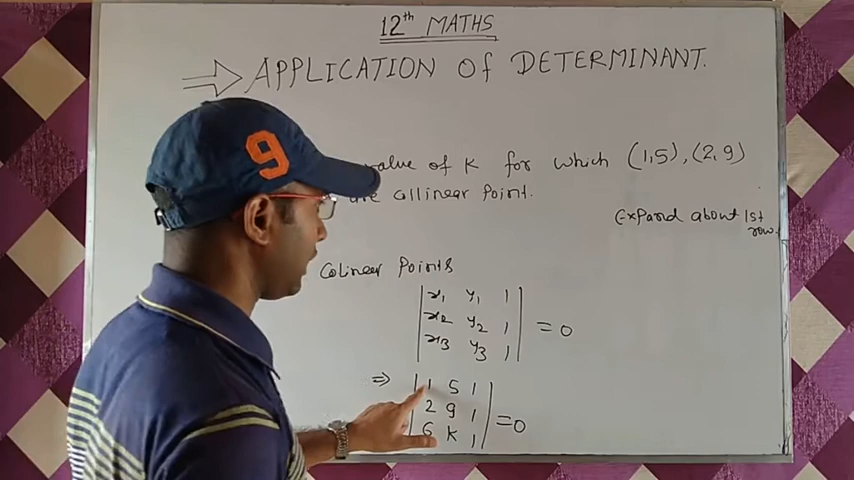 12th MATHS
⇒ APPLICATION OF DETERMINANT.
value of K for which (1,5), (2,9)
are collinear Point.
Expand about 1st
row.
Colinear Points
| x₁ y₁ 1 |
| x₂ y₂ 1 | = 0
| x₃ y₃ 1 |
⇒ | 1 5 1 |
| 2 9 1 | = 0
| 6 K 1 |
9